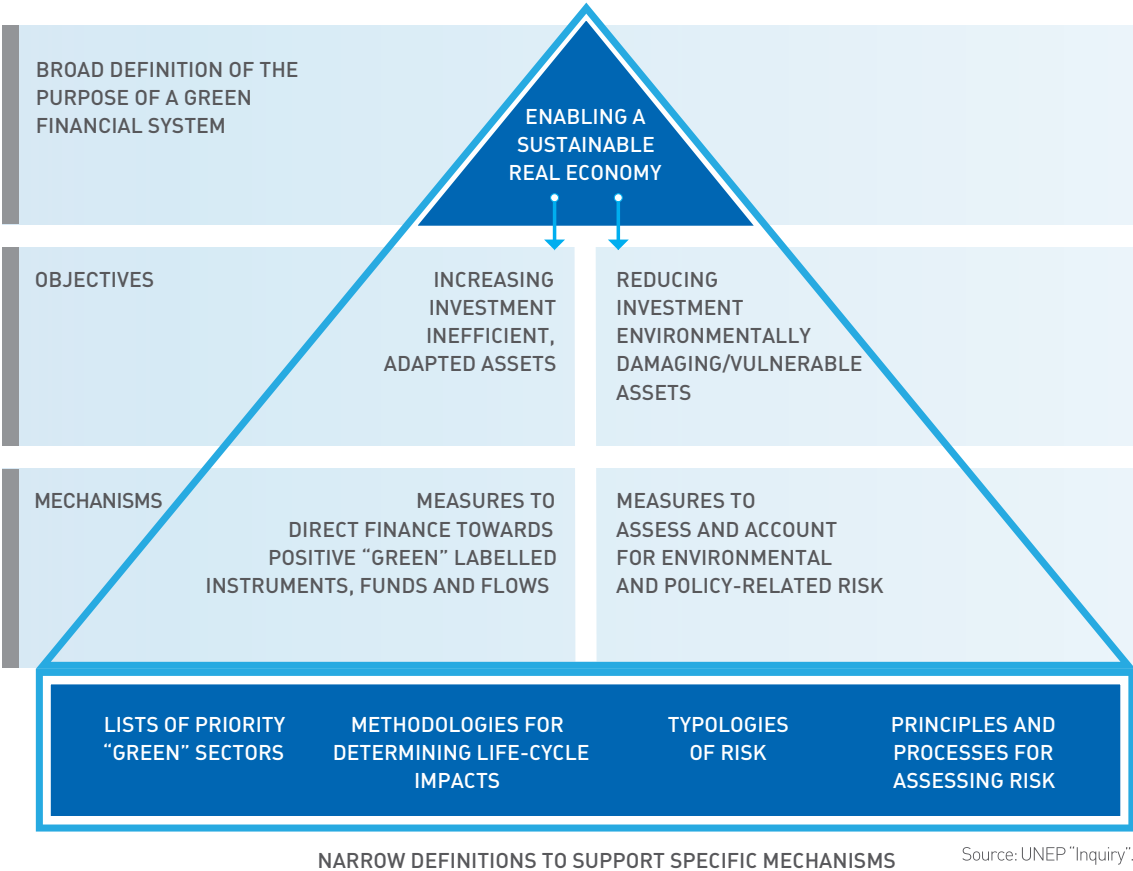 BROAD DEFINITION OF THE
PURPOSE OF A GREEN
FINANCIAL SYSTEM
ENABLING A
SUSTAINABLE
REAL ECONOMY
OBJECTIVES
INCREASING
INVESTMENT
INEFFICIENT,
ADAPTED ASSETS
REDUCING
INVESTMENT
ENVIRONMENTALLY
DAMAGING/VULNERABLE
ASSETS
MECHANISMS
MEASURES TO
DIRECT FINANCE TOWARDS
POSITIVE “GREEN” LABELLED
INSTRUMENTS, FUNDS AND FLOWS
MEASURES TO
ASSESS AND ACCOUNT
FOR ENVIRONMENTAL
AND POLICY-RELATED RISK
LISTS OF PRIORITY
“GREEN” SECTORS
METHODOLOGIES FOR
DETERMINING LIFE-CYCLE
IMPACTS
TYPOLOGIES
OF RISK
PRINCIPLES AND
PROCESSES FOR
ASSESSING RISK
NARROW DEFINITIONS TO SUPPORT SPECIFIC MECHANISMS
Source: UNEP “Inquiry”.